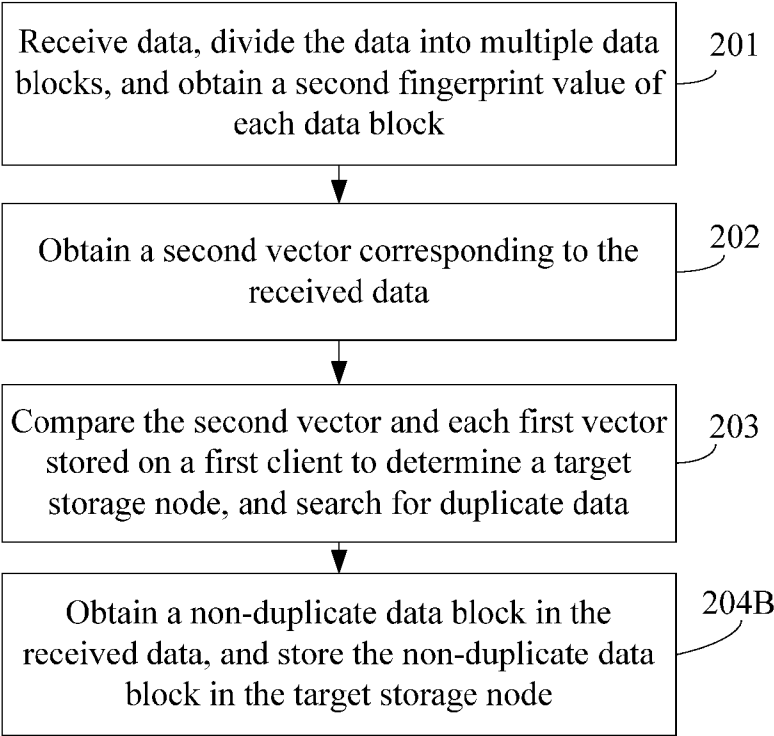 Receive data, divide the data into multiple data
blocks, and obtain a second fingerprint value of
each data block
201
Obtain a second vector corresponding to the
received data
202
Compare the second vector and each first vector
stored on a first client to determine a target
storage node, and search for duplicate data
203
Obtain a non-duplicate data block in the
received data, and store the non-duplicate data
block in the target storage node
204B